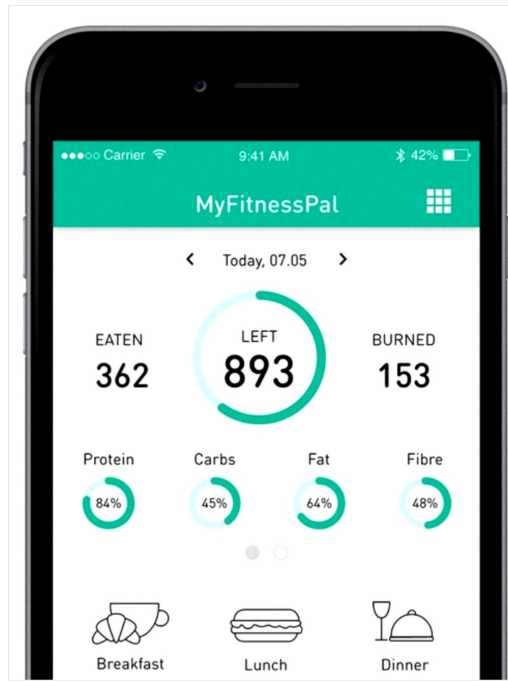 Carrier 9:41 AM 42%
MyFitnessPal
Today, 07.05
EATEN LEFT BURNED
362 893 153
Protein Carbs Fat Fibre
84% 45% 64% 48%
Breakfast Lunch Dinner